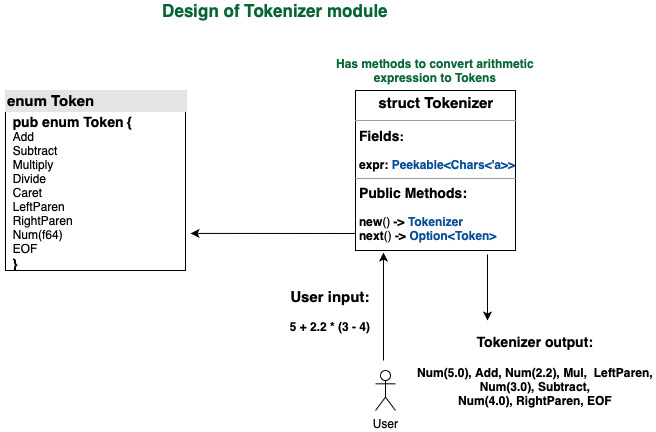 Design of Tokenizer module
Has methods to convert arithmetic
expression to Tokens
enum Token
pub enum Token {
Add
Subtract
Multiply
Divide
Caret
LeftParen
RightParen
Num(f64)
EOF
}
struct Tokenizer
Fields:
expr: Peekable<Chars<'a>>
Public Methods:
new() -> Tokenizer
next() -> Option<Token>
User input:
5 + 2.2 * (3 - 4)
User
Tokenizer output:
Num(5.0), Add, Num(2.2), Mul, LeftParen,
Num(3.0), Subtract,
Num(4.0), RightParen, EOF